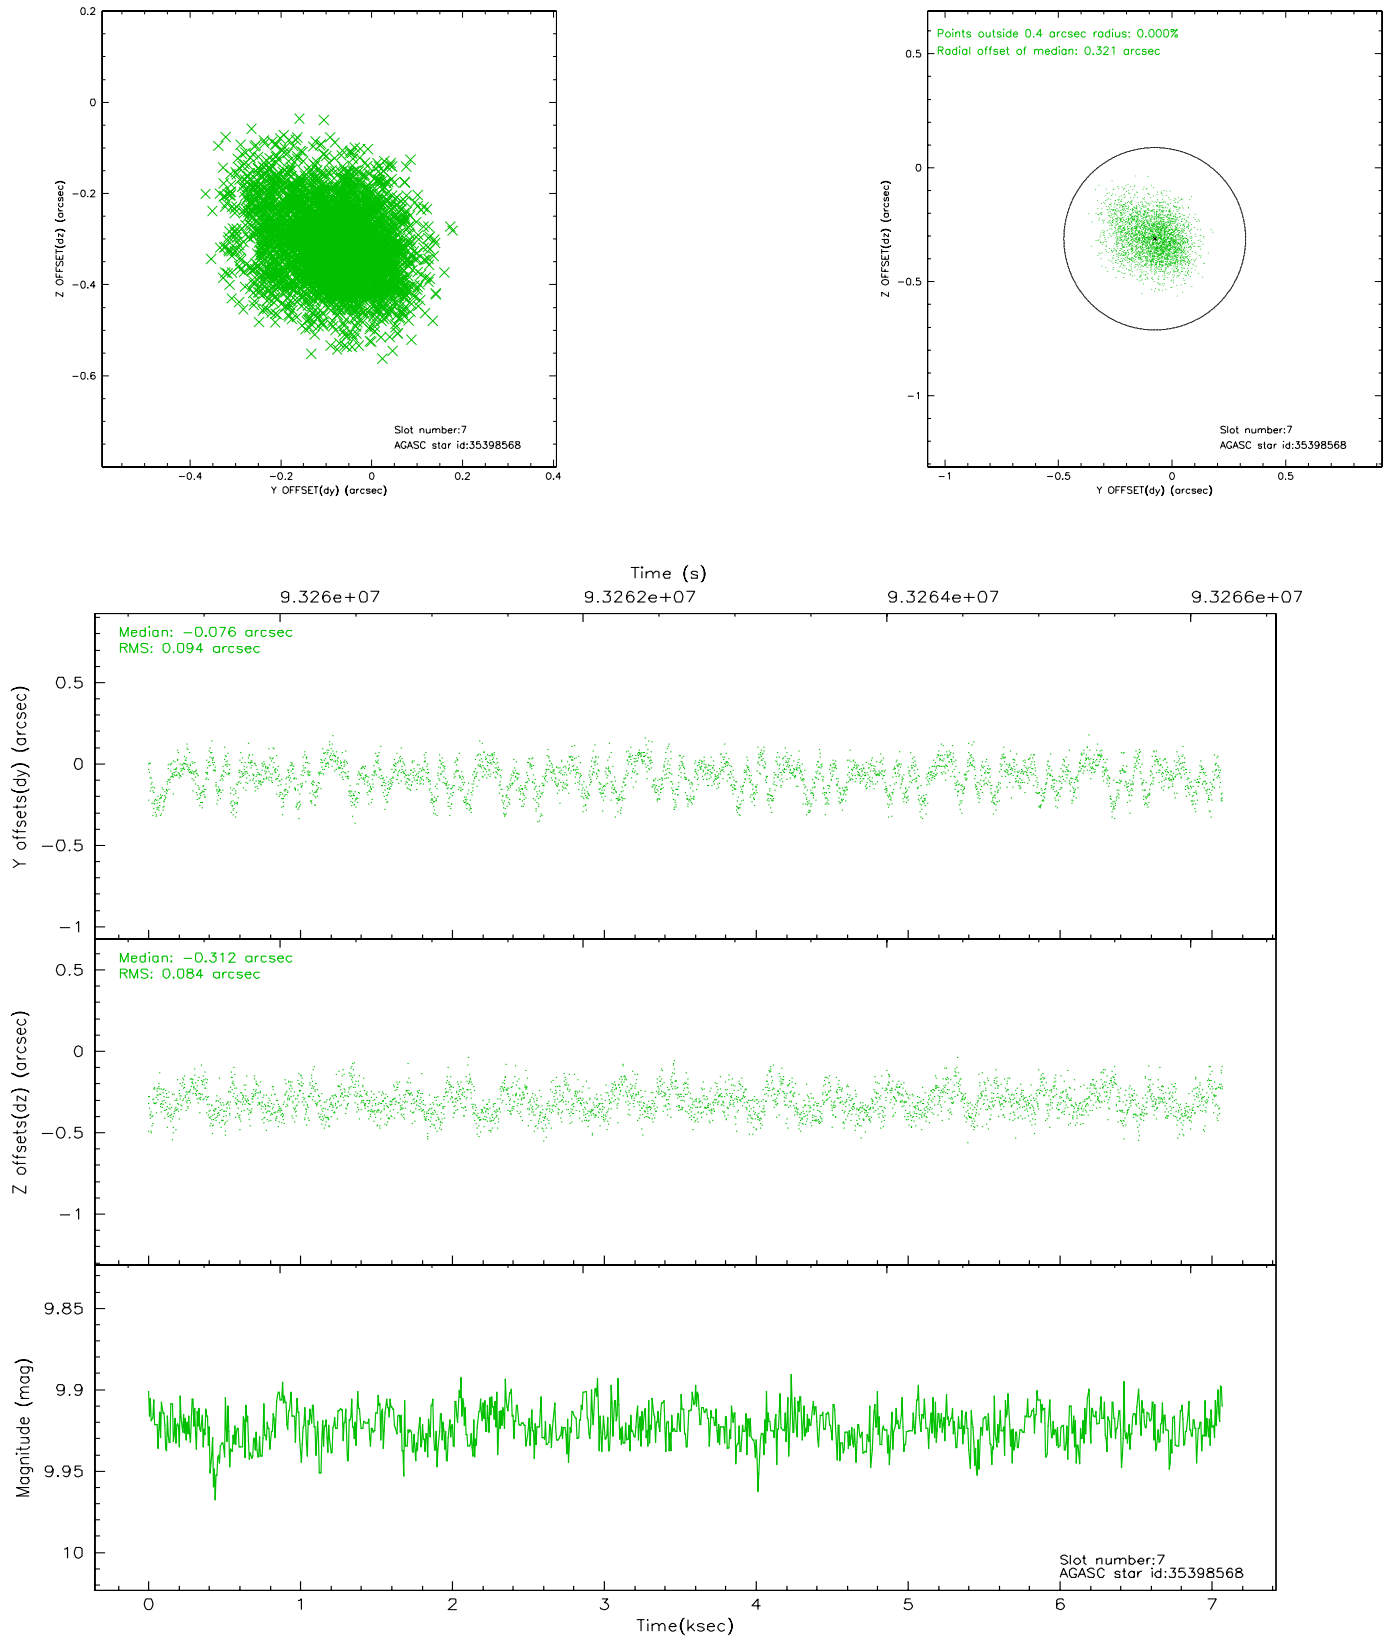 0.2
0
−0.2
−0.4
−0.6
Z OFFSET(dz) (arcsec)
Slot number:7
AGASC star id:35398568
−0.4
−0.2
0
0.2
0.4
Y OFFSET(dy) (arcsec)
Points outside 0.4 arcsec radius: 0.000%
Radial offset of median: 0.321 arcsec
0.5
0
−0.5
−1
Z OFFSET(dz) (arcsec)
Slot number:7
AGASC star id:35398568
−1
−0.5
0
0.5
Y OFFSET(dy) (arcsec)
Time (s)
9.326e+07
9.3262e+07
9.3264e+07
9.3266e+07
Median: −0.076 arcsec
RMS: 0.094 arcsec
0.5
0
−0.5
−1
Y offsets(dy) (arcsec)
Median: −0.312 arcsec
RMS: 0.084 arcsec
0.5
0
−0.5
−1
Z offsets(dz) (arcsec)
9.85
9.9
9.95
10
Magnitude (mag)
Slot number:7
AGASC star id:35398568
0
1
2
3
4
5
6
7
Time(ksec)